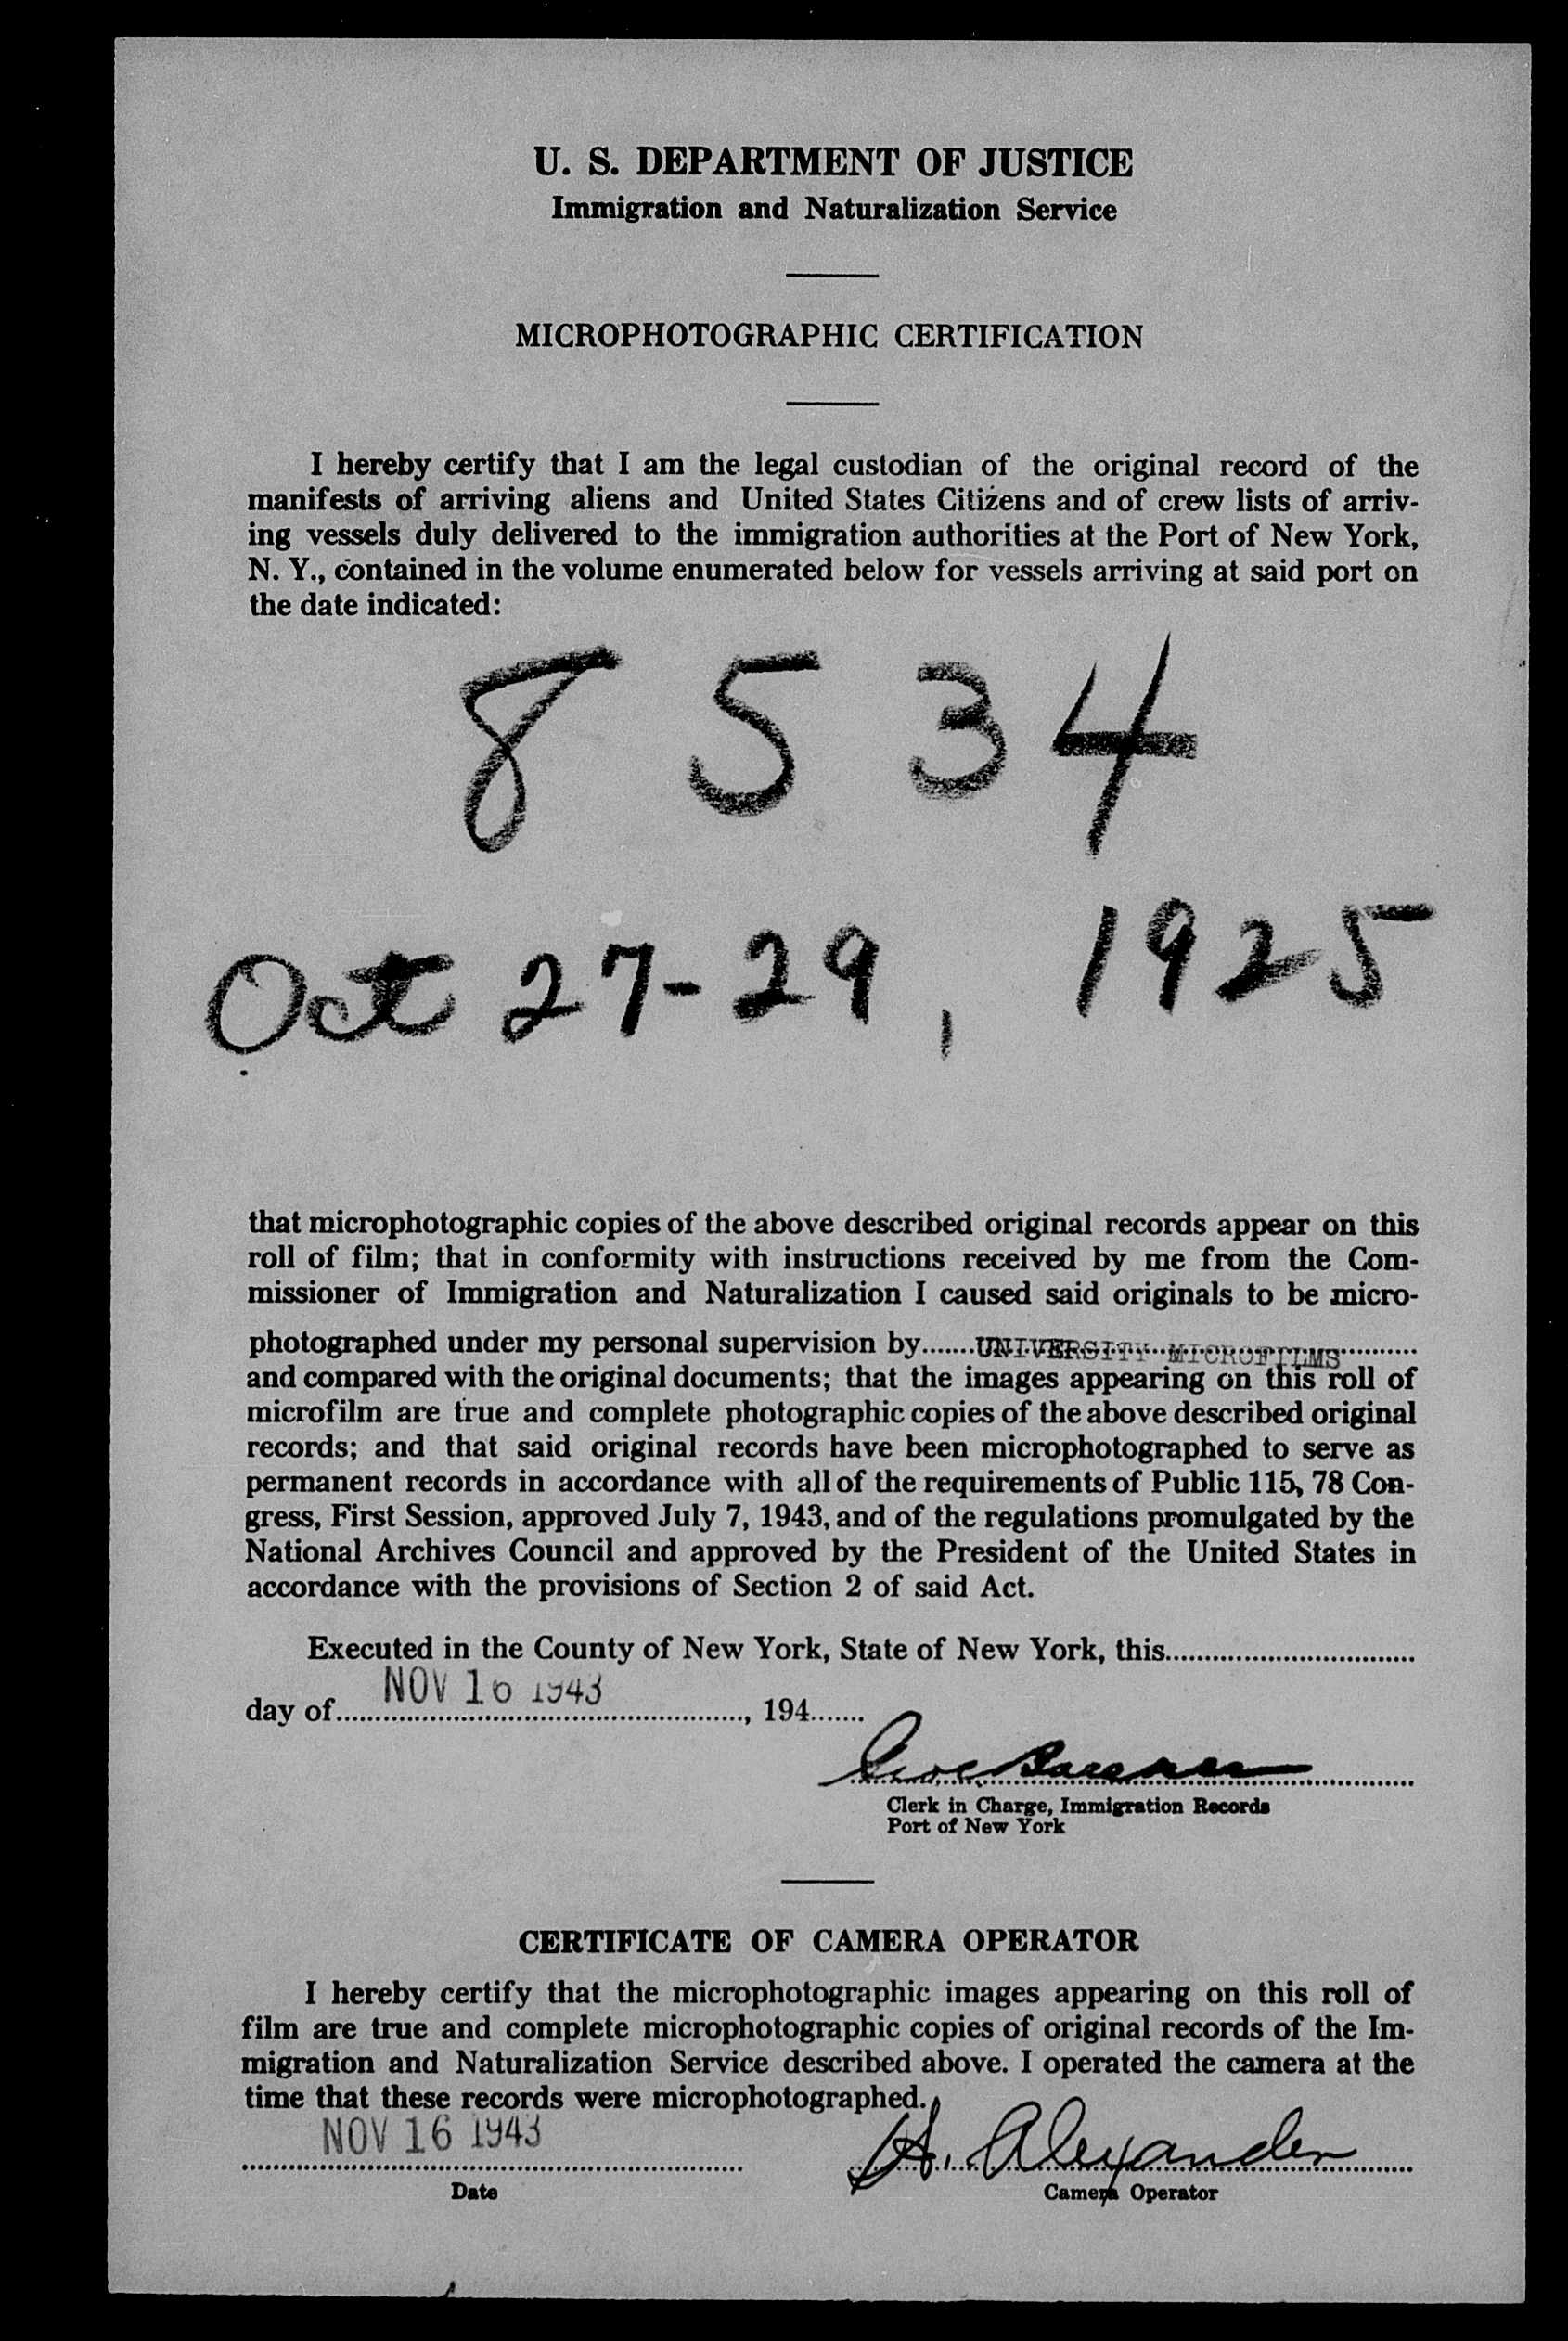 U. S. DEPARTMENT OF JUSTICE
Immigration and Naturalization Service
MICROPHOTOGRAPHIC CERTIFICATION
I hereby certify that I am the legal custodian of the original record of the
manifests of arriving aliens and United States Citizens and of crew lists of arriv-
ing vessels duly delivered to the immigration authorities at the Port of New York,
N. Y., contained in the volume enumerated below for vessels arriving at said port on
the date indicated:
8534
Oct 27-29, 1925
that microphotographic copies of the above described original records appear on this
roll of film; that in conformity with instructions received by me from the Com-
missioner of Immigration and Naturalization I caused said originals to be micro-
photographed under my personal supervision by.......UNIVERSITY MICROFILMS...........
and compared with the original documents; that the images appearing on this roll of
microfilm are true and complete photographic copies of the above described original
records; and that said original records have been microphotographed to serve as
permanent records in accordance with all of the requirements of Public 115, 78 Con-
gress, First Session, approved July 7, 1943, and of the regulations promulgated by the
National Archives Council and approved by the President of the United States in
accordance with the provisions of Section 2 of said Act.
Executed in the County of New York, State of New York, this................................
NOV 16 1943
day of...................................................., 194.......
Clerk in Charge, Immigration Records
Port of New York
CERTIFICATE OF CAMERA OPERATOR
I hereby certify that the microphotographic images appearing on this roll of
film are true and complete microphotographic copies of original records of the Im-
migration and Naturalization Service described above. I operated the camera at the
time that these records were microphotographed.
NOV 16 1943
H. Alexander
Date
Camera Operator